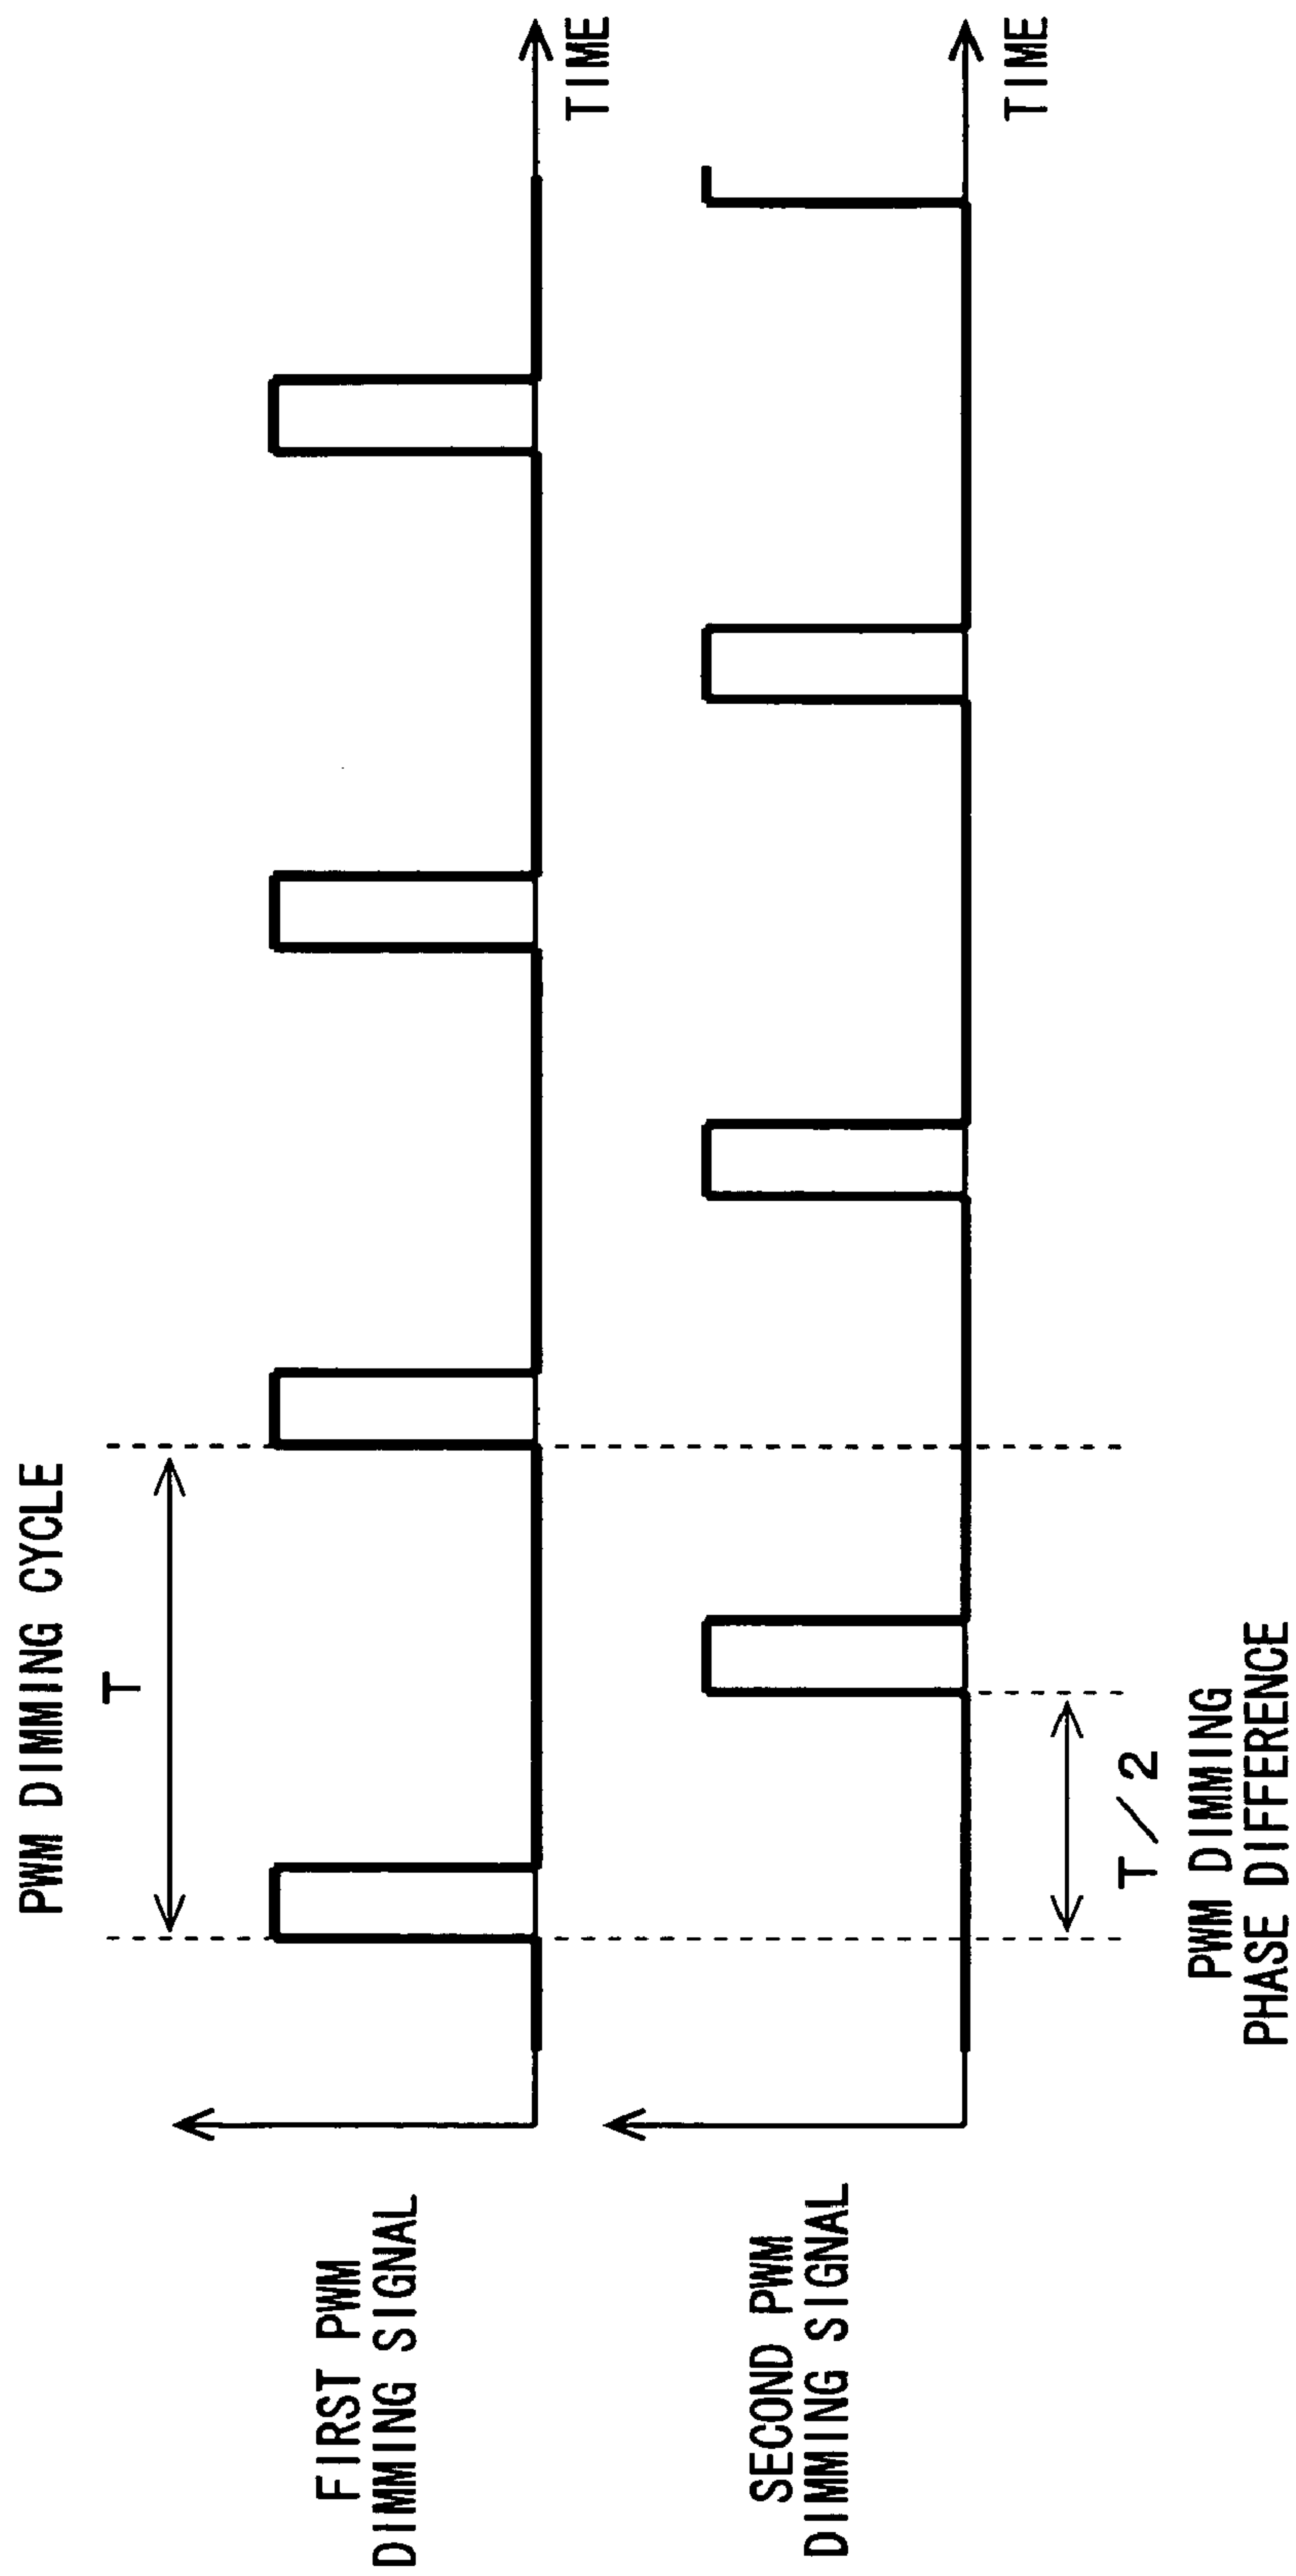 PWM DIMMING CYCLE
T
FIRST PWM
DIMMING SIGNAL
TIME
SECOND PWM
DIMMING SIGNAL
TIME
T/2
PWM DIMMING
PHASE DIFFERENCE